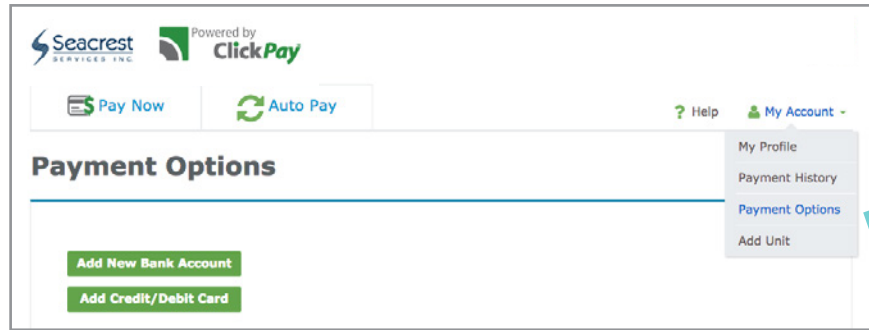 Seacrest
SERVICES INC.
Powered by
ClickPay
Pay Now
Auto Pay
? Help
My Account
My Profile
Payment History
Payment Options
Add Unit
Payment Options
Add New Bank Account
Add Credit/Debit Card